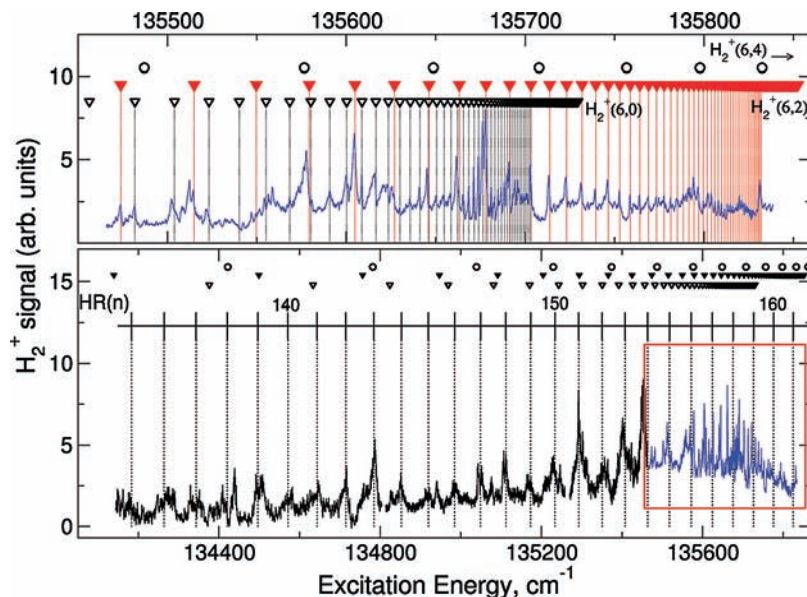 135500 135600 135700 135800
H₂⁺(6,4) →
10
H₂⁺(6,0) H₂⁺(6,2)
5
H₂⁺ signal (arb. units)
HR(n) 140 150 160
15
10
5
0
134400 134800 135200 135600
Excitation Energy, cm⁻¹